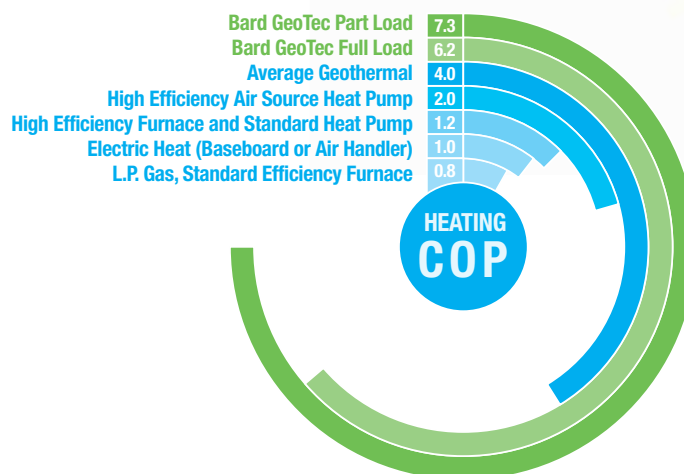 Bard GeoTec Part Load 7.3
Bard GeoTec Full Load 6.2
Average Geothermal 4.0
High Efficiency Air Source Heat Pump 2.0
High Efficiency Furnace and Standard Heat Pump 1.2
Electric Heat (Baseboard or Air Handler) 1.0
L.P. Gas, Standard Efficiency Furnace 0.8
HEATING
COP